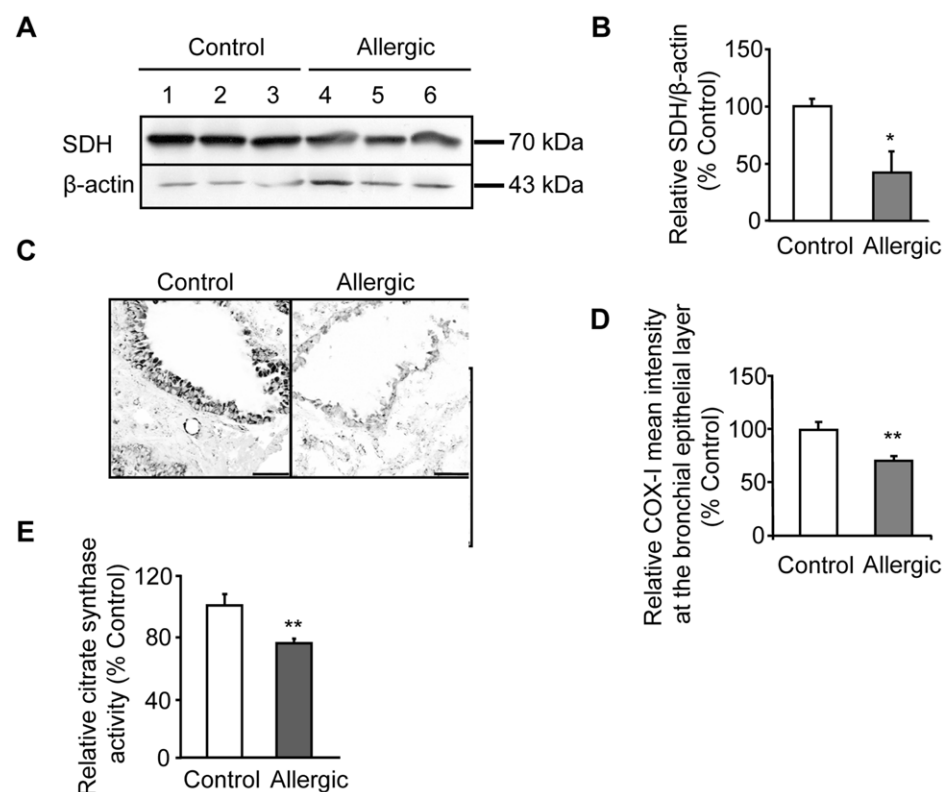 A
Control Allergic
1 2 3 4 5 6
SDH 70 kDa
β-actin 43 kDa
B
Relative SDH/β-actin
(% Control)
150
100
50
0
*
Control Allergic
C
Control Allergic
D
Relative COX-I mean intensity
at the bronchial epithelial layer
(% Control)
150
100
50
0
**
Control Allergic
E
Relative citrate synthase
activity (% Control)
120
80
40
0
**
Control Allergic